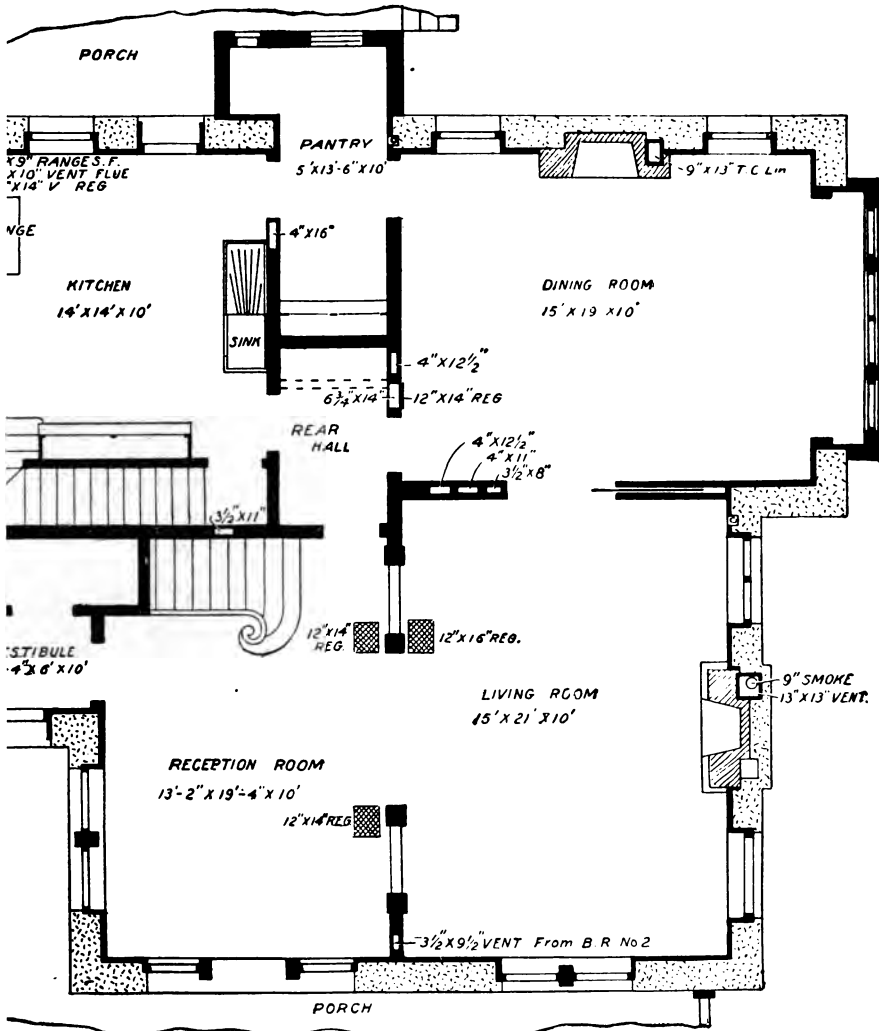 PORCH
PANTRY
5'X13'-6"X10'
X9" RANGE S.F.
X10" VENT FLUE
"X14" V REG
9"X13" T.C Lin
NGE
4"X16"
KITCHEN
14'X14'X10'
DINING ROOM
15'X19X10"
SINK
4"X12½"
6¾"X14"
12"X14" REG
REAR
HALL
4"X12½"
4"X11"
3½"X8"
3½"X11"
12"X14"
REG.
12"X16" REG.
ESTIBULE
4"X6'X10'
9" SMOKE
13"X13" VENT.
LIVING ROOM
15'X21'X10'
RECEPTION ROOM
13'-2"X19'-4"X10'
12"X14" REG
3½"X9½" VENT From B.R No 2
PORCH